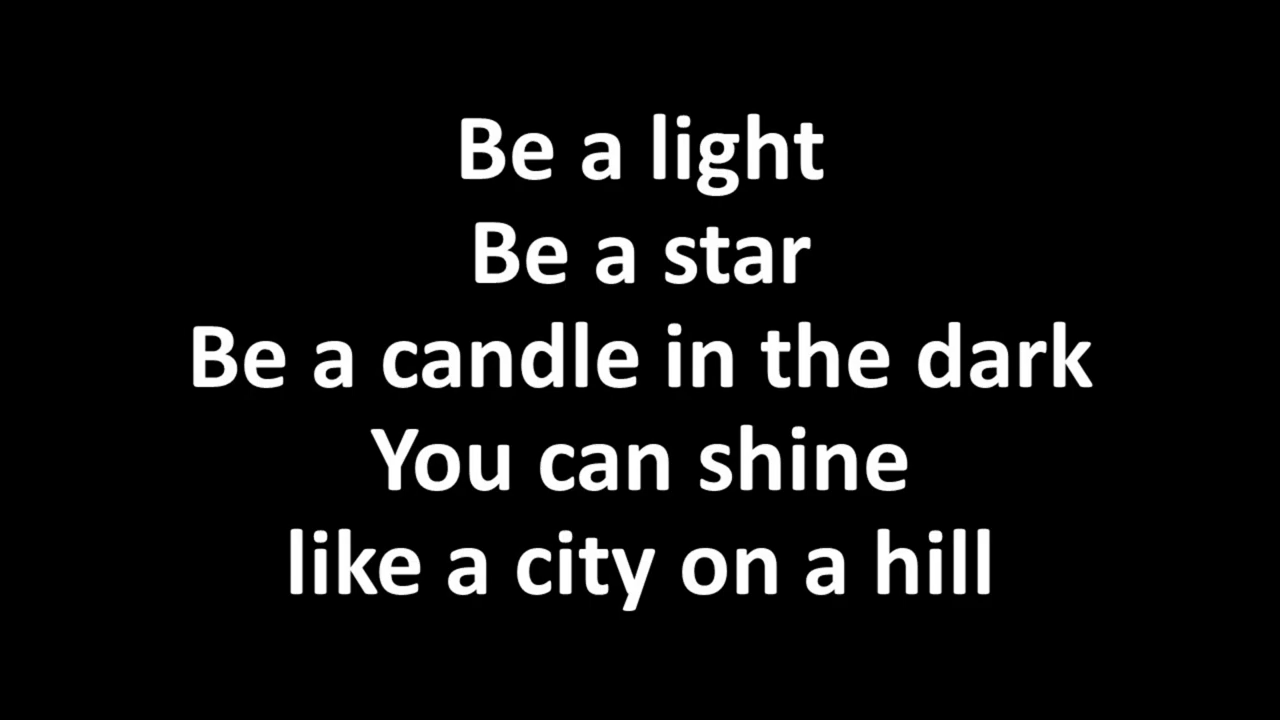 Be a light
Be a star
Be a candle in the dark
You can shine
like a city on a hill